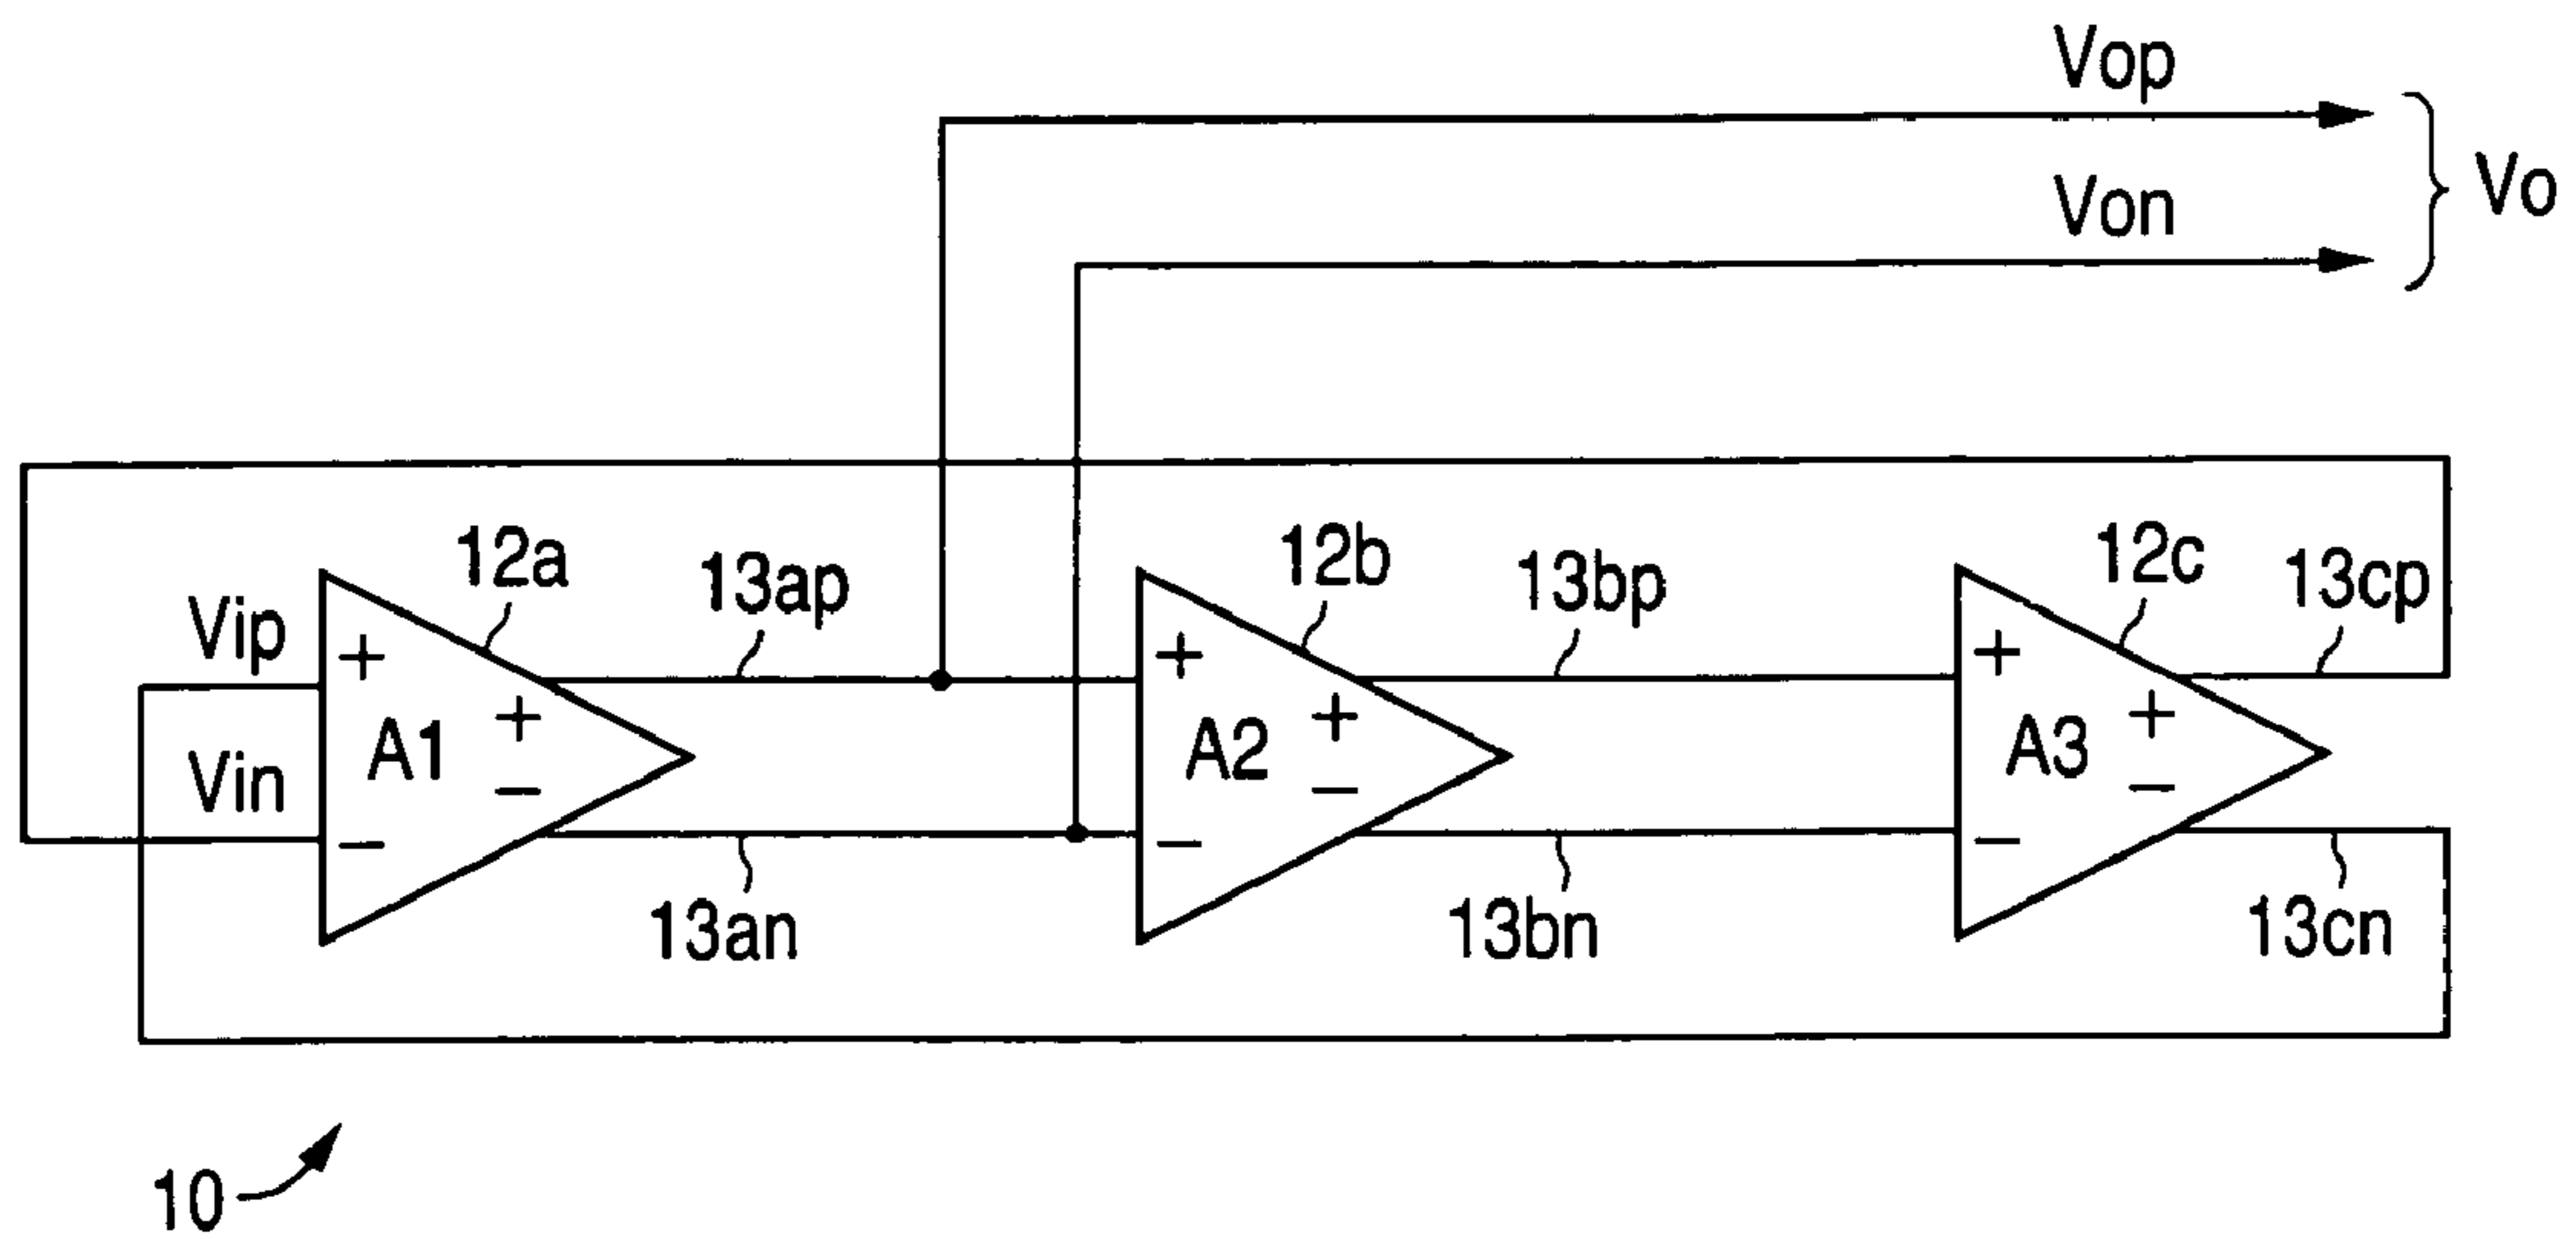 Vop
Von
Vo
12a
13ap
12b
13bp
12c
13cp
Vip
+
+
+
A1
+
A2
+
A3
+
Vin
−
−
−
−
−
−
13an
13bn
13cn
10